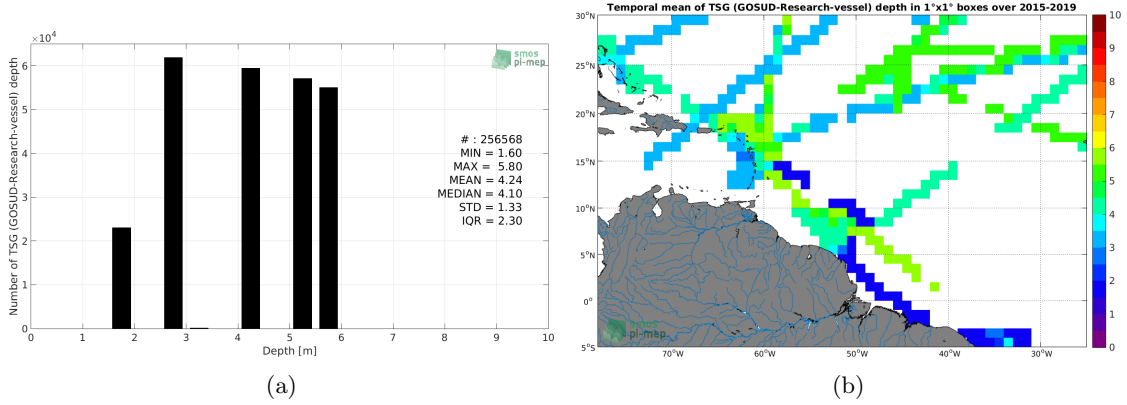 ×10⁴
6
5
4
3
2
1
0
Number of TSG (GOSUD-Research-vessel) depth
0 1 2 3 4 5 6 7 8 9 10
Depth [m]
smos
pi-mep
# : 256568
MIN = 1.60
MAX = 5.80
MEAN = 4.24
MEDIAN = 4.10
STD = 1.33
IQR = 2.30
(a)
Temporal mean of TSG (GOSUD-Research-vessel) depth in 1°x1° boxes over 2015-2019
30°N
25°N
20°N
15°N
10°N
5°N
0°
5°S
70°W 60°W 50°W 40°W 30°W
smos
pi-mep
10
9
8
7
6
5
4
3
2
1
0
(b)